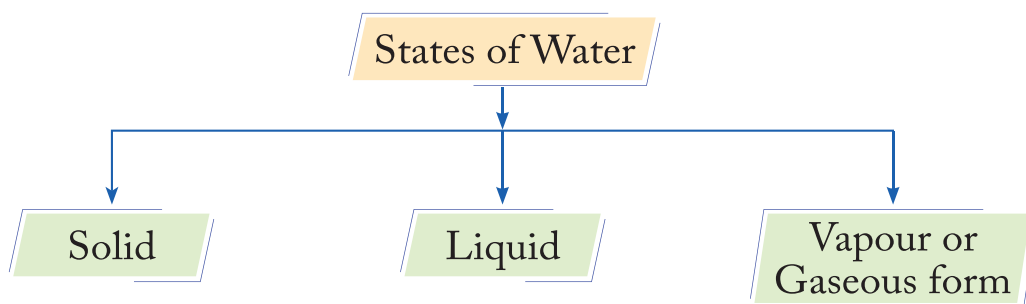 States of Water
Solid
Liquid
Vapour or
Gaseous form